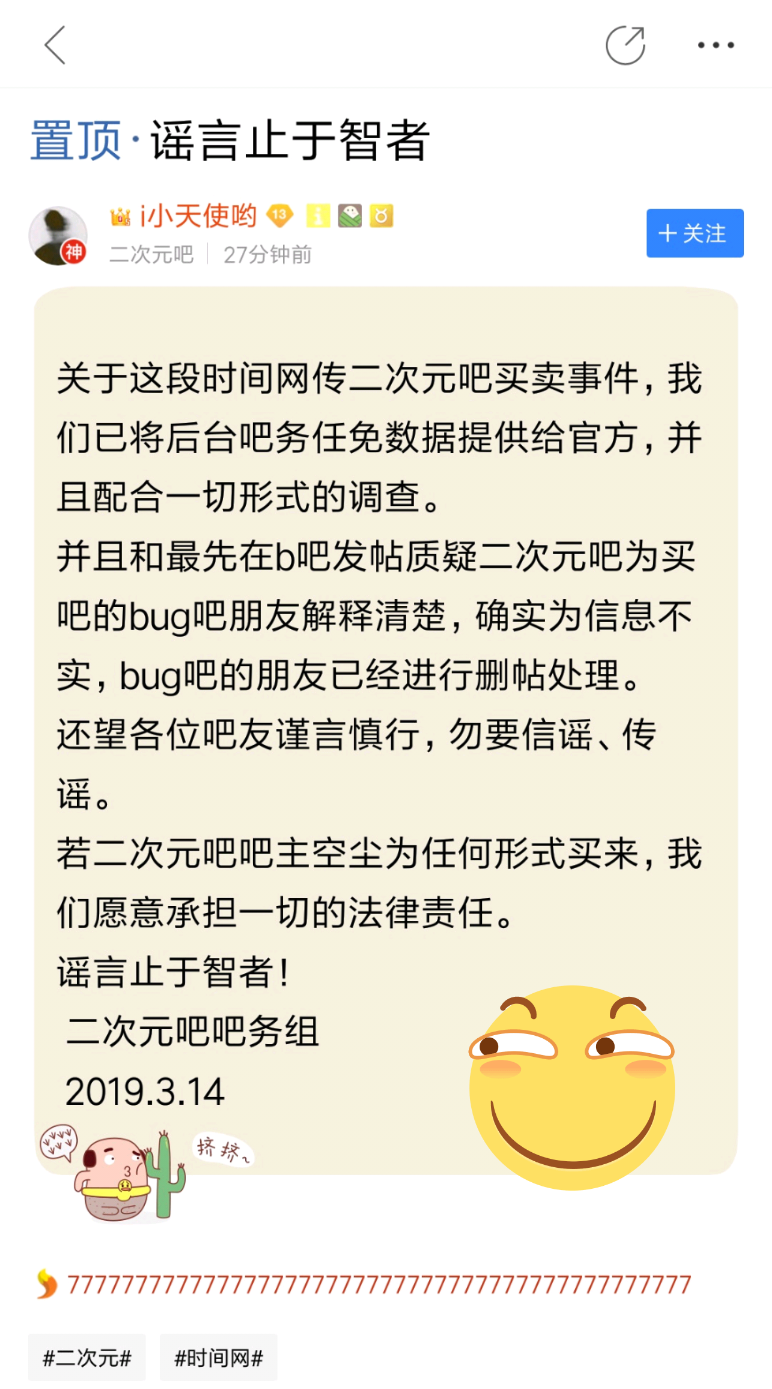 置顶·谣言止于智者
i小天使哟 13
神
二次元吧 27分钟前
+关注
关于这段时间网传二次元吧买卖事件,我
们已将后台吧务任免数据提供给官方,并
且配合一切形式的调查。
并且和最先在b吧发帖质疑二次元吧为买
吧的bug吧朋友解释清楚,确实为信息不
实,bug吧的朋友已经进行删帖处理。
还望各位吧友谨言慎行,勿要信谣、传
谣。
若二次元吧吧主空尘为任何形式买来,我
们愿意承担一切的法律责任。
谣言止于智者!
二次元吧吧务组
2019.3.14
挤挤~
7777777777777777777777777777777777777777777777
#二次元# #时间网#